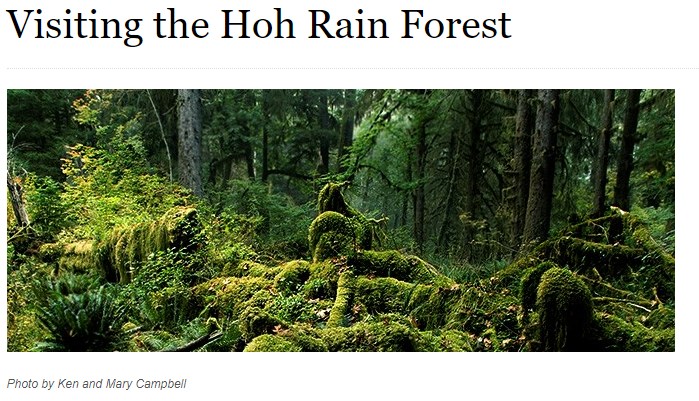 Visiting the Hoh Rain Forest
Photo by Ken and Mary Campbell